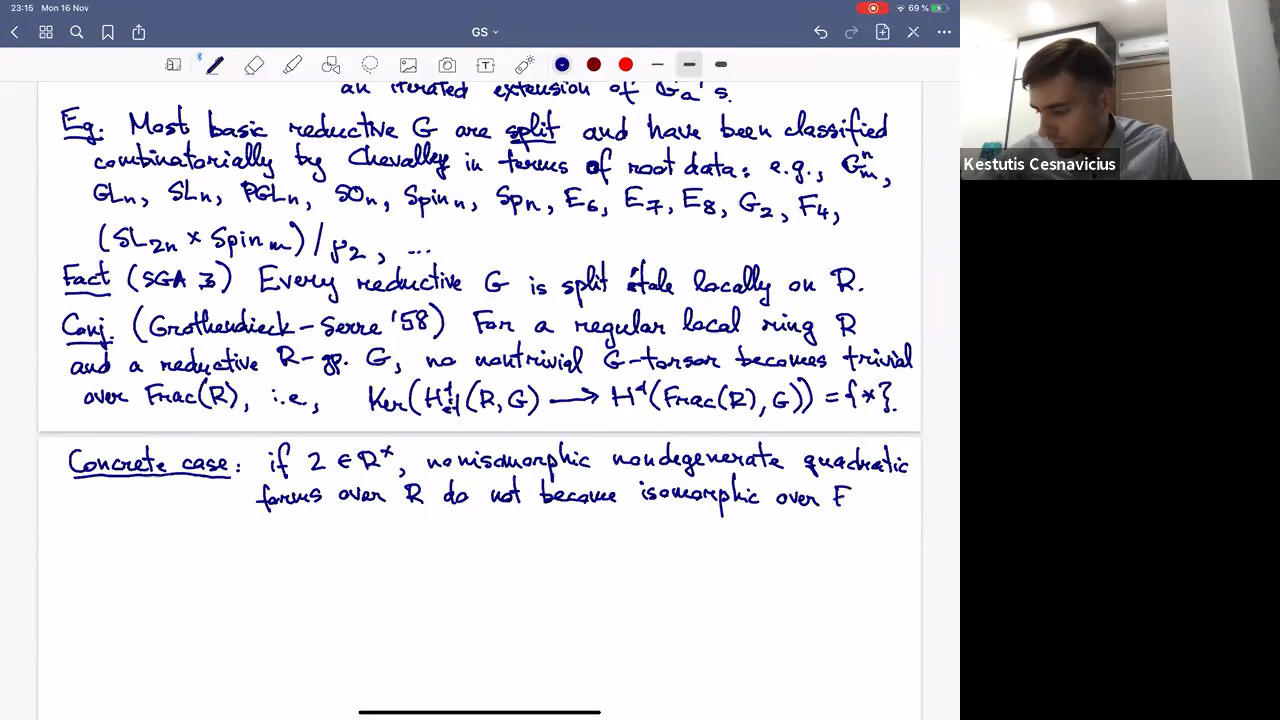 23:15 Mon 16 Nov
69 %
GS
T
an iterated extension of Gₐ's.
Eg. Most basic reductive G are split and have been classified
combinatorially by Chevalley in terms of root data: e.g., 𝔾ₘⁿ,
GLₙ, SLₙ, PGLₙ, SOₙ, Spinₙ, Spₙ, E₆, E₇, E₈, G₂, F₄,
(SL₂ₙ × Spinₘ)/μ₂, ...
Fact (SGA 3) Every reductive G is split étale locally on R.
Conj. (Grothendieck–Serre '58) For a regular local ring R
and a reductive R-gp. G, no nontrivial G-torsor becomes trivial
over Frac(R), i.e., Ker(H¹ₑₜ(R, G) ⟶ H¹(Frac(R), G)) = {*}.
Concrete case: if 2 ∈ Rˣ, nonisomorphic nondegenerate quadratic
forms over R do not become isomorphic over F
Kestutis Cesnavicius